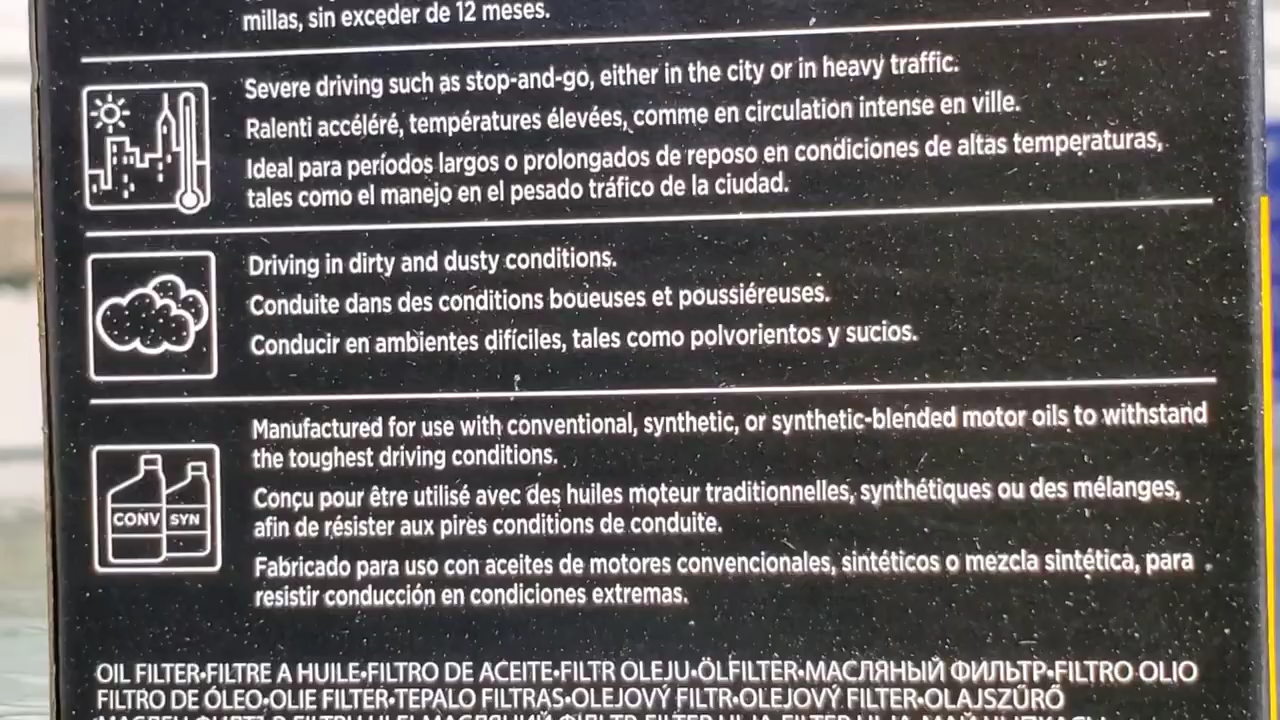 millas, sin exceder de 12 meses.
Severe driving such as stop-and-go, either in the city or in heavy traffic.
Ralenti accéléré, températures élevées, comme en circulation intense en ville.
Ideal para períodos largos o prolongados de reposo en condiciones de altas temperaturas,
tales como el manejo en el pesado tráfico de la ciudad.
Driving in dirty and dusty conditions.
Conduite dans des conditions boueuses et poussiéreuses.
Conducir en ambientes difíciles, tales como polvorientos y sucios.
Manufactured for use with conventional, synthetic, or synthetic-blended motor oils to withstand
the toughest driving conditions.
CONV SYN
Conçu pour être utilisé avec des huiles moteur traditionnelles, synthétiques ou des mélanges,
afin de résister aux pires conditions de conduite.
Fabricado para uso con aceites de motores convencionales, sintéticos o mezcla sintética, para
resistir conducción en condiciones extremas.
OIL FILTER•FILTRE A HUILE•FILTRO DE ACEITE•FILTR OLEJU•ÖLFILTER•МАСЛЯНЫЙ ФИЛЬТР•FILTRO OLIO
FILTRO DE ÓLEO•OLIE FILTER•TEPALO FILTRAS•OLEJOVÝ FILTR•OLEJOVÝ FILTER•OLAJSZŰRŐ